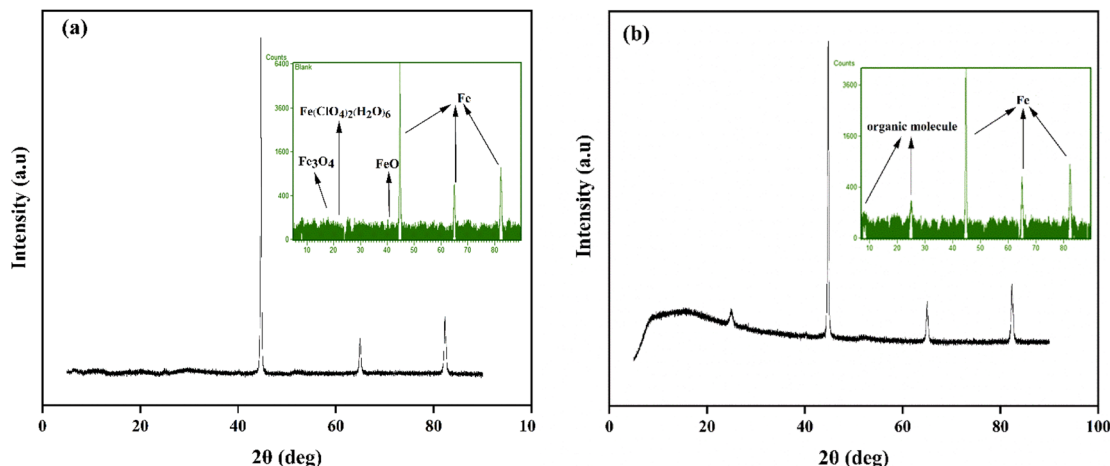 (a)
Intensity (a.u)
Counts
6400
Blank
3600
1600
400
0
Fe(ClO4)2(H2O)6
Fe3O4
FeO
Fe
10 20 30 40 50 60 70 80
0 20 40 60 80 10
2θ (deg)
(b)
Intensity (a.u)
Counts
3600
1600
400
0
organic molecule
Fe
10 20 30 40 50 60 70 80
0 20 40 60 80 100
2θ (deg)